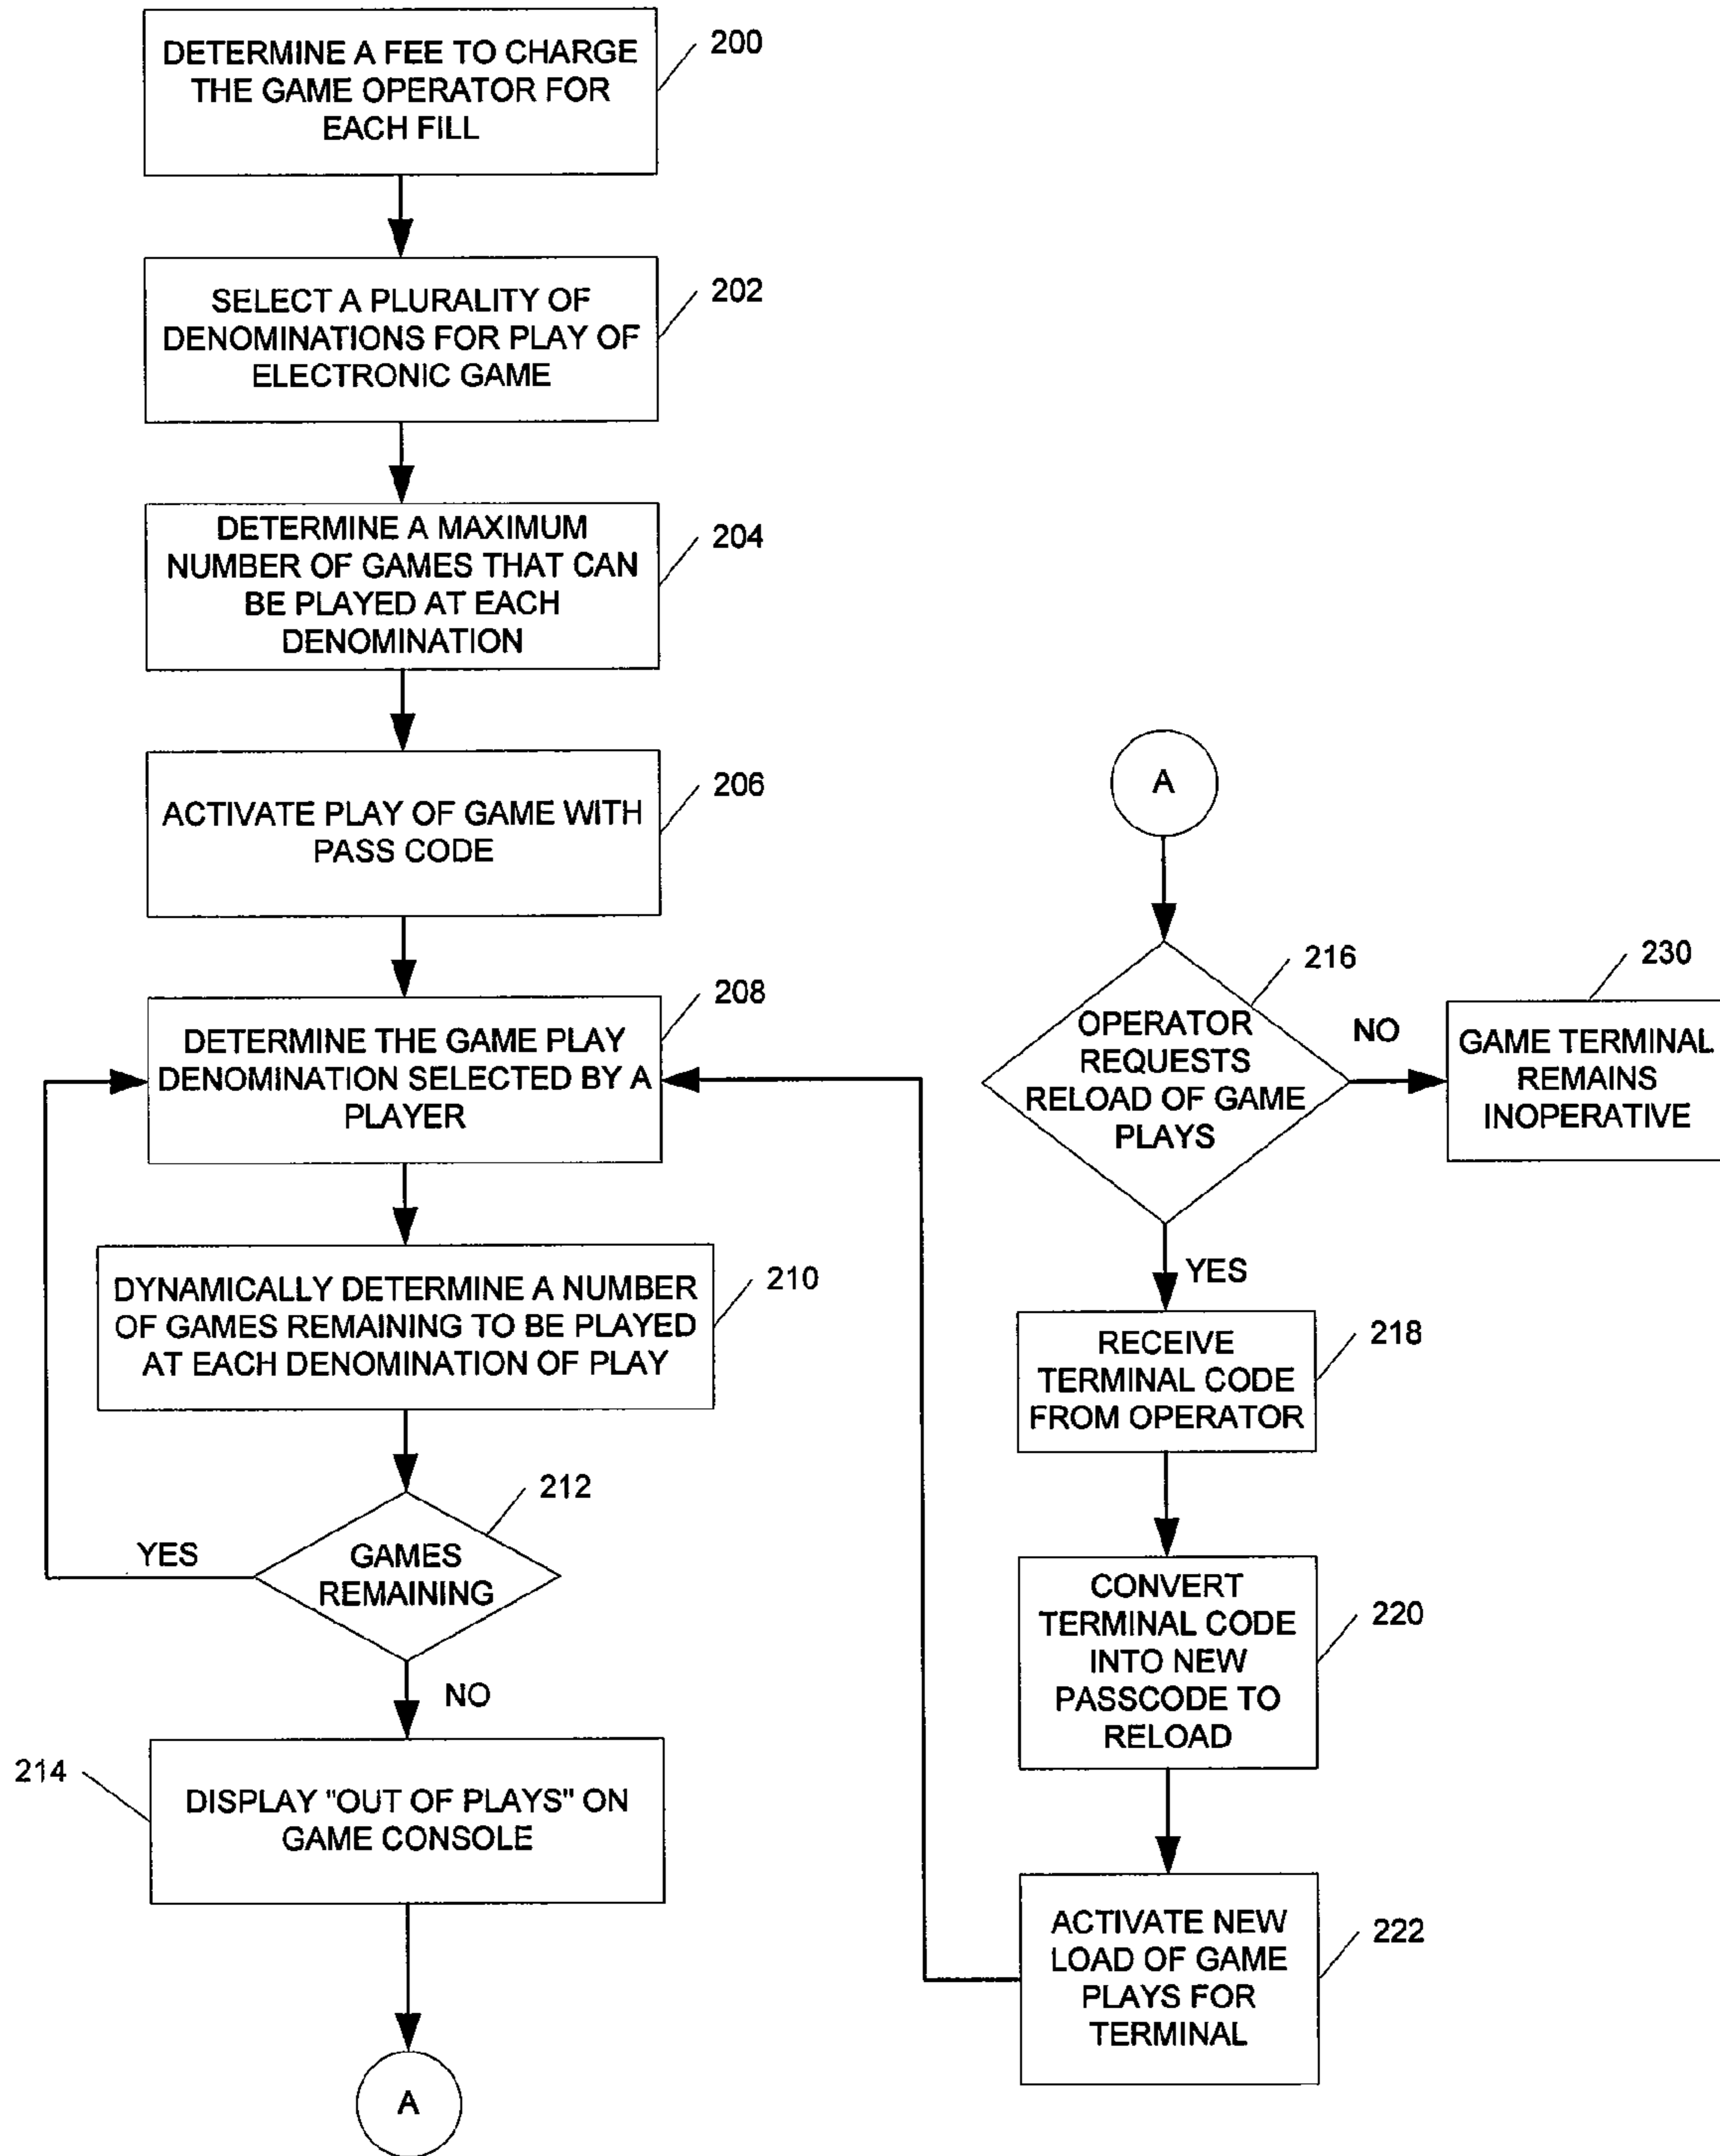 DETERMINE A FEE TO CHARGE
THE GAME OPERATOR FOR
EACH FILL
200
SELECT A PLURALITY OF
DENOMINATIONS FOR PLAY OF
ELECTRONIC GAME
202
DETERMINE A MAXIMUM
NUMBER OF GAMES THAT CAN
BE PLAYED AT EACH
DENOMINATION
204
ACTIVATE PLAY OF GAME WITH
PASS CODE
206
DETERMINE THE GAME PLAY
DENOMINATION SELECTED BY A
PLAYER
208
DYNAMICALLY DETERMINE A NUMBER
OF GAMES REMAINING TO BE PLAYED
AT EACH DENOMINATION OF PLAY
210
GAMES
REMAINING
212
YES
NO
214
DISPLAY "OUT OF PLAYS" ON
GAME CONSOLE
A
A
OPERATOR
REQUESTS
RELOAD OF GAME
PLAYS
216
NO
230
GAME TERMINAL
REMAINS
INOPERATIVE
YES
RECEIVE
TERMINAL CODE
FROM OPERATOR
218
CONVERT
TERMINAL CODE
INTO NEW
PASSCODE TO
RELOAD
220
ACTIVATE NEW
LOAD OF GAME
PLAYS FOR
TERMINAL
222